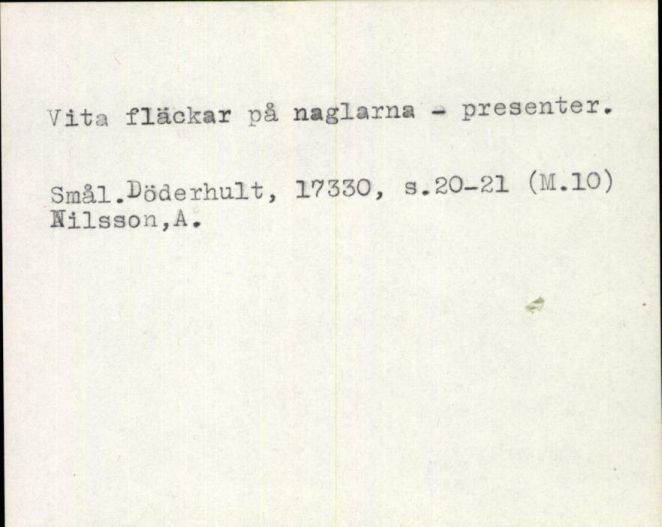 Vita fläckar på naglarna - presenter.
Smål.Döderhult, 17330, s.20-21 (M.10)
Nilsson,A.